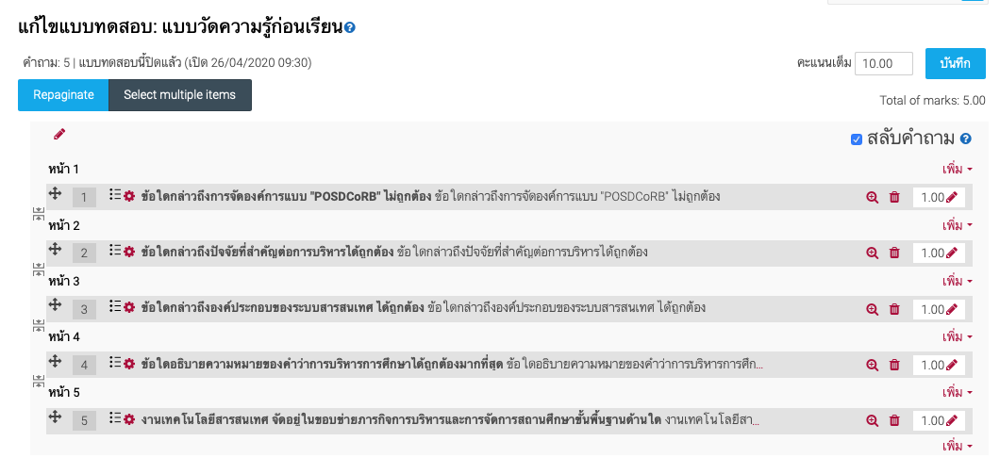 แก้ไขแบบทดสอบ: แบบวัดความรู้ก่อนเรียน
คำถาม: 5 | แบบทดสอบนี้ปิดแล้ว (เปิด 26/04/2020 09:30)
คะแนนเต็ม 10.00 บันทึก
Repaginate Select multiple items
Total of marks: 5.00
สลับคำถาม
หน้า 1 เพิ่ม
1 ข้อใดกล่าวถึงการจัดองค์การแบบ "POSDCoRB" ไม่ถูกต้อง ข้อใดกล่าวถึงการจัดองค์การแบบ "POSDCoRB" ไม่ถูกต้อง 1.00
หน้า 2 เพิ่ม
2 ข้อใดกล่าวถึงปัจจัยที่สำคัญต่อการบริหารได้ถูกต้อง ข้อใดกล่าวถึงปัจจัยที่สำคัญต่อการบริหารได้ถูกต้อง 1.00
หน้า 3 เพิ่ม
3 ข้อใดกล่าวถึงองค์ประกอบของระบบสารสนเทศ ได้ถูกต้อง ข้อใดกล่าวถึงองค์ประกอบของระบบสารสนเทศ ได้ถูกต้อง 1.00
หน้า 4 เพิ่ม
4 ข้อใดอธิบายความหมายของคำว่าการบริหารการศึกษาได้ถูกต้องมากที่สุด ข้อใดอธิบายความหมายของคำว่าการบริหารการศึก... 1.00
หน้า 5 เพิ่ม
5 งานเทคโนโลยีสารสนเทศ จัดอยู่ในขอบข่ายภารกิจการบริหารและการจัดการสถานศึกษาขั้นพื้นฐานด้านใด งานเทคโนโลยีสา... 1.00
เพิ่ม